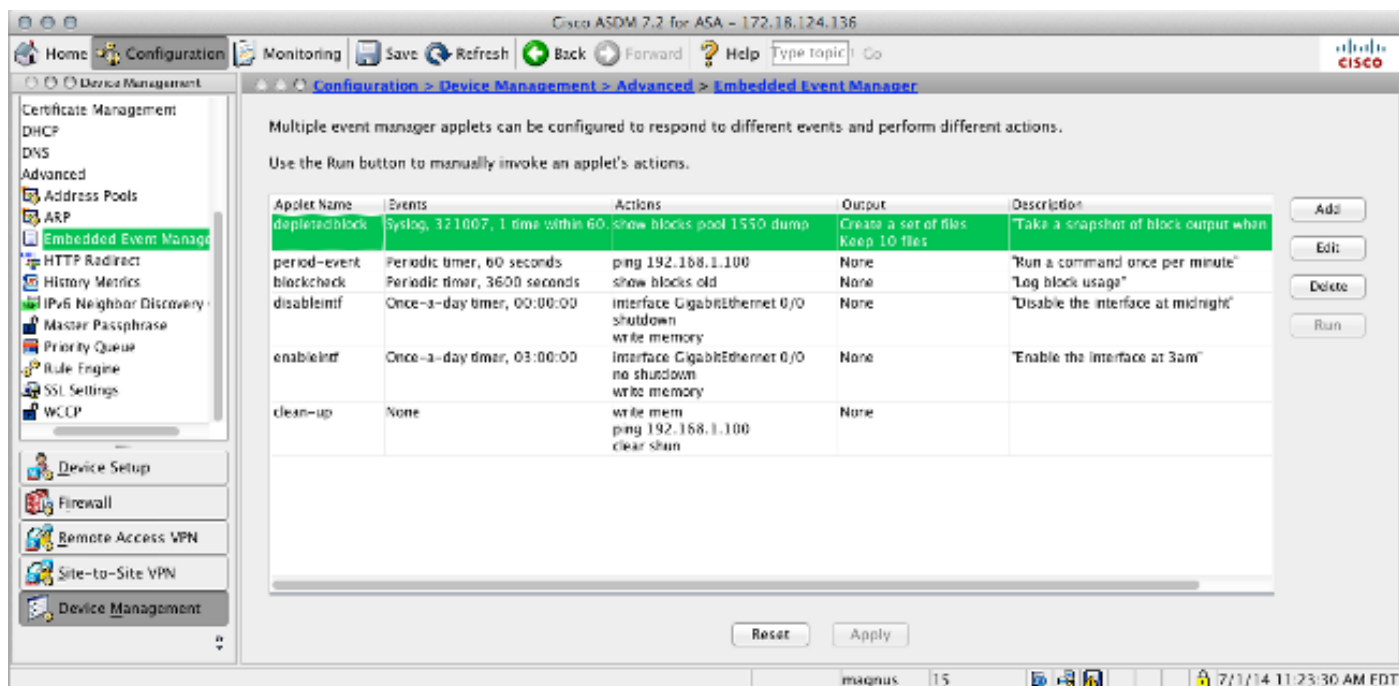 Cisco ASDM 7.2 for ASA – 172.18.124.136
Home Configuration Monitoring Save Refresh Back Forward Help Type topic Go
CISCO
Device Management
Configuration > Device Management > Advanced > Embedded Event Manager
Certificate Management
DHCP
DNS
Advanced
Address Pools
ARP
Embedded Event Manage
HTTP Redirect
History Metrics
IPv6 Neighbor Discovery
Master Passphrase
Priority Queue
Rule Engine
SSL Settings
WCCP
Device Setup
Firewall
Remote Access VPN
Site-to-Site VPN
Device Management
Multiple event manager applets can be configured to respond to different events and perform different actions.
Use the Run button to manually invoke an applet's actions.
Applet Name Events Actions Output Description
depletedblock Syslog, 321007, 1 time within 60. show blocks pool 1550 dump Create a set of files "Take a snapshot of block output when
Keep 10 files
period-event Periodic timer, 60 seconds ping 192.168.1.100 None "Run a command once per minute"
blockcheck Periodic timer, 3600 seconds show blocks old None "Log block usage"
disableintf Once-a-day timer, 00:00:00 interface GigabitEthernet 0/0 None "Disable the interface at midnight"
shutdown
write memory
enableintf Once-a-day timer, 03:00:00 interface GigabitEthernet 0/0 None "Enable the interface at 3am"
no shutdown
write memory
clean-up None write mem None
ping 192.168.1.100
clear shun
Add
Edit
Delete
Run
Reset Apply
magnus 15 7/1/14 11:23:30 AM EDT